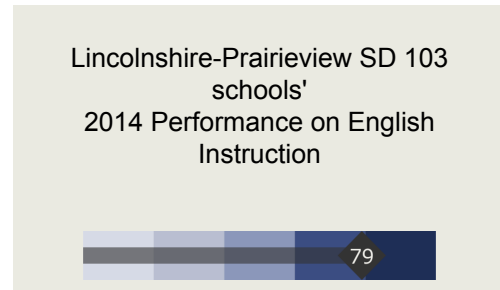 Lincolnshire-Prairieview SD 103
schools'
2014 Performance on English
Instruction
79